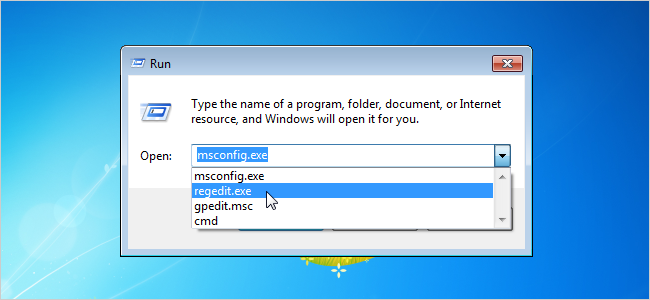 Run
Type the name of a program, folder, document, or Internet
resource, and Windows will open it for you.
Open:
msconfig.exe
msconfig.exe
regedit.exe
gpedit.msc
cmd